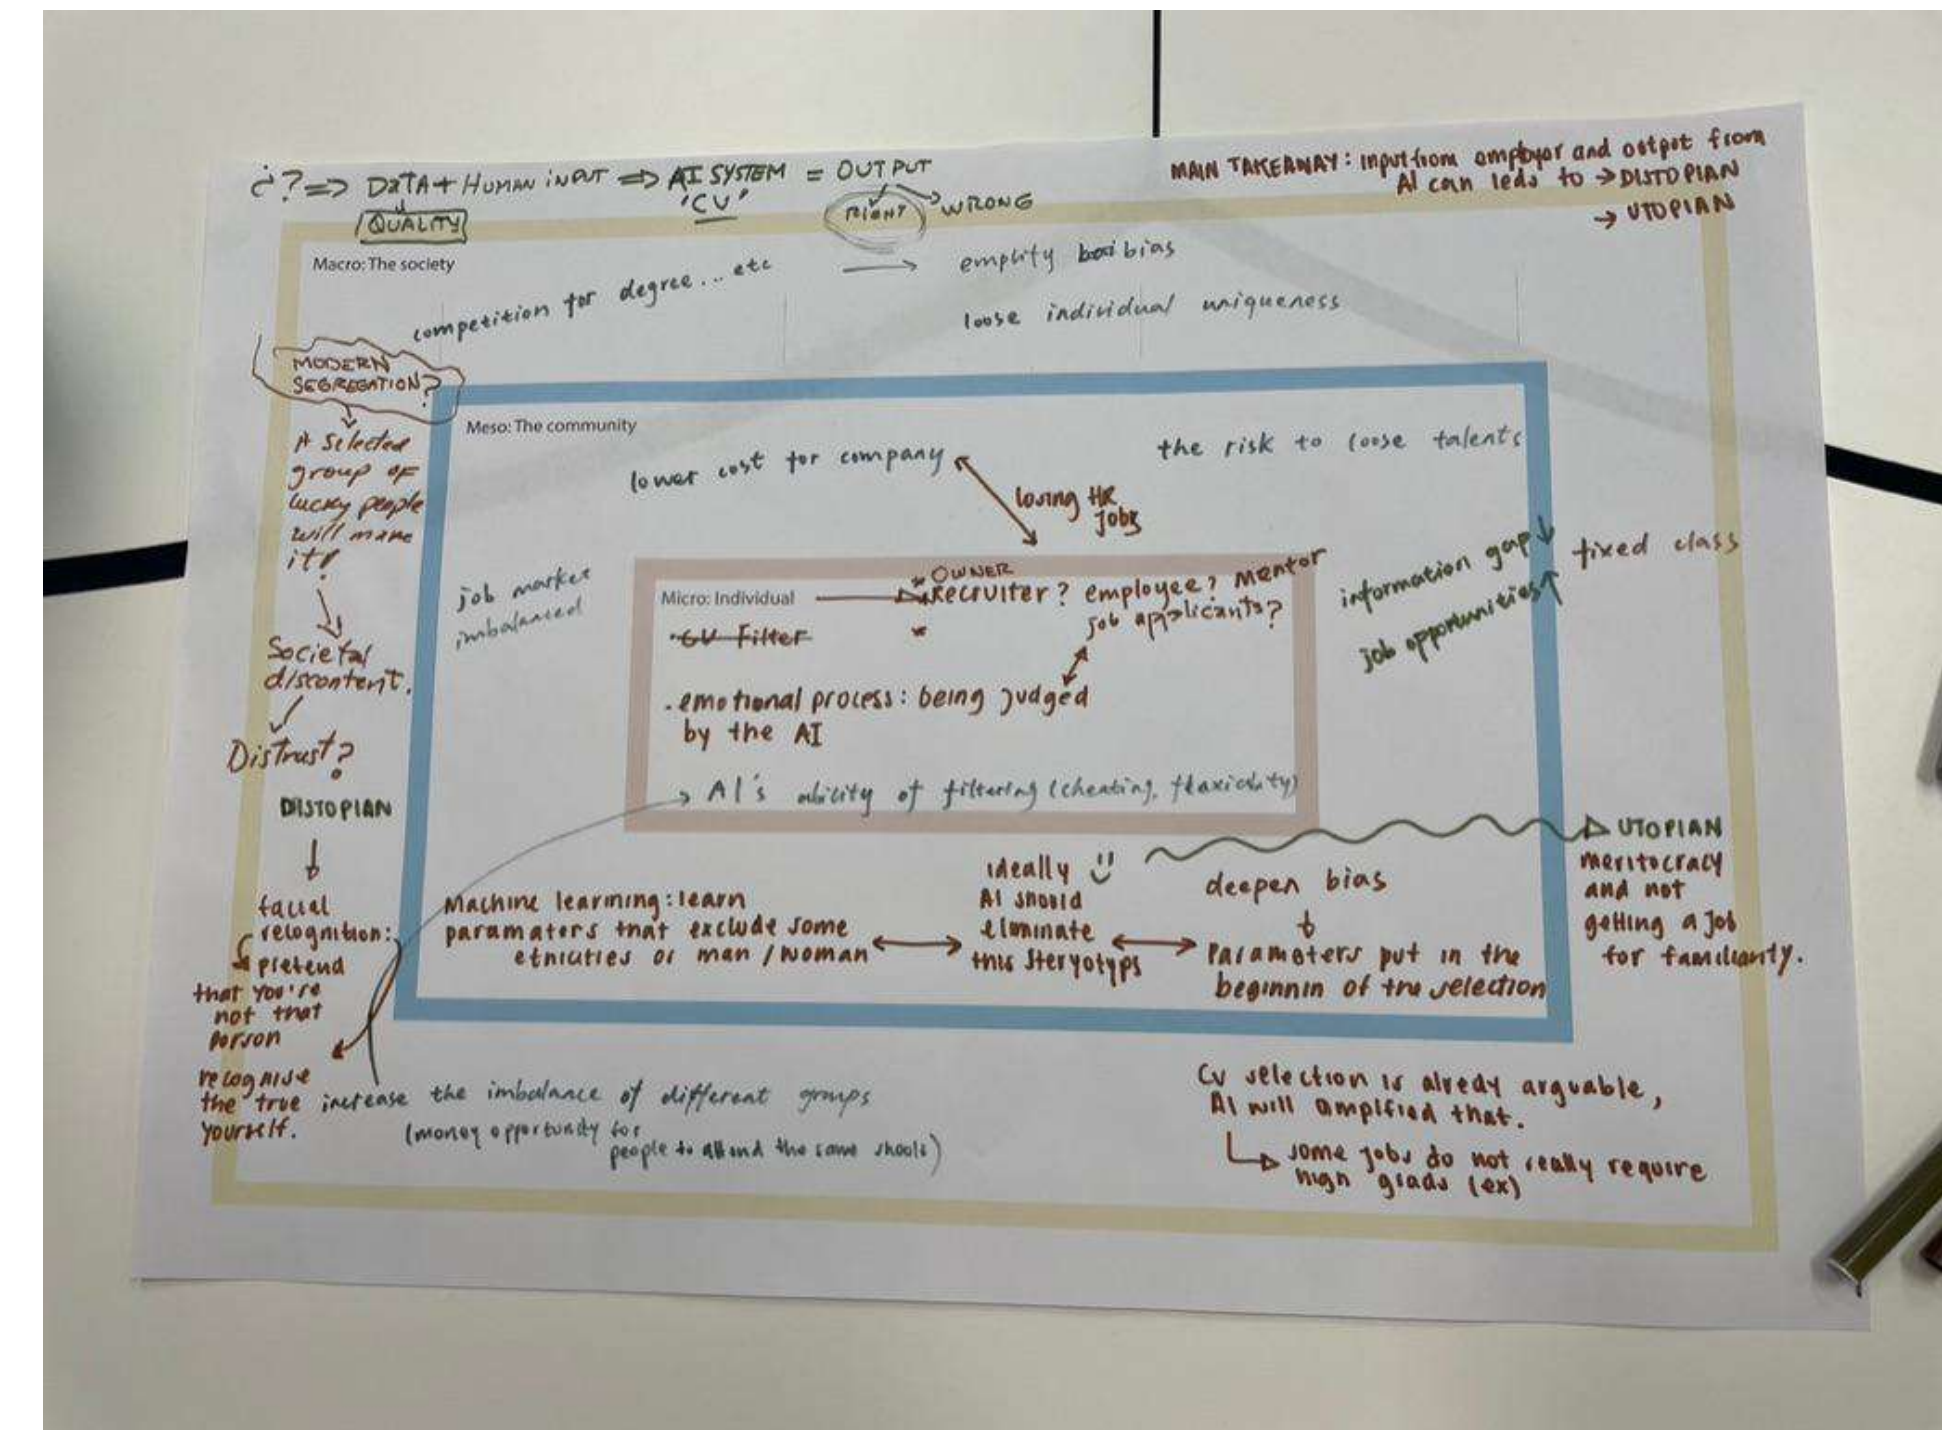 ¿?⇒ DATA + HUMAN INPUT ⇒ AI SYSTEM = OUTPUT
QUALITY
'CV'
RIGHT
WRONG
MAIN TAKEAWAY: input from employor and outpot from
AI can leds to → DISTOPIAN
→ UTOPIAN
Macro: The society
competition for degree... etc
emplify bias
loose individual uniqueness
MODERN
SEGREGATION?
A selected
group of
lucky people
will make
it!
Societal
discontent.
Distrust?
DISTOPIAN
facial
recognition:
pretend
that you're
not that
person
recognise
the true
yourself.
Meso: The community
lower cost for company
losing HR
jobs
the risk to loose talents
job market
imbalanced
information gap ↓
job opportunities ↑
fixed class
Micro: Individual
* OWNER
Recruiter? employee? mentor
job applicants?
• CV Filter
*
• emotional process: being judged
by the AI
→ AI's ability of filtering (cheating, flaxiclity)
Machine learning: learn
paramaters that exclude some
etnicities or man / woman
ideally
AI should
eliminate
this steryotyps
deepen bias
Parameters put in the
beginnin of the selection
UTOPIAN
meritocracy
and not
getting a job
for familiarity.
increase the imbalance of different groups
(money opportunity for
people to attend the same shools)
CV selection is alredy arguable,
AI will amplfied that.
some jobs do not really require
high grads (ex)